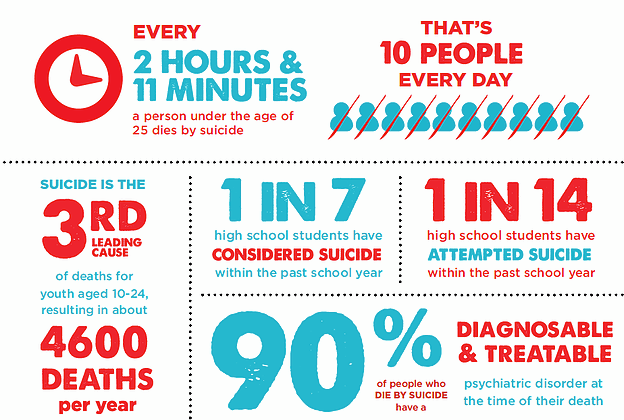 EVERY
2 HOURS &
11 MINUTES
a person under the age of
25 dies by suicide
THAT'S
10 PEOPLE
EVERY DAY
SUICIDE IS THE
3RD
LEADING
CAUSE
of deaths for
youth aged 10-24,
resulting in about
4600
DEATHS
per year
1 IN 7
high school students have
CONSIDERED SUICIDE
within the past school year
1 IN 14
high school students have
ATTEMPTED SUICIDE
within the past school year
90%
of people who
DIE BY SUICIDE
have a
DIAGNOSABLE
& TREATABLE
psychiatric disorder at
the time of their death